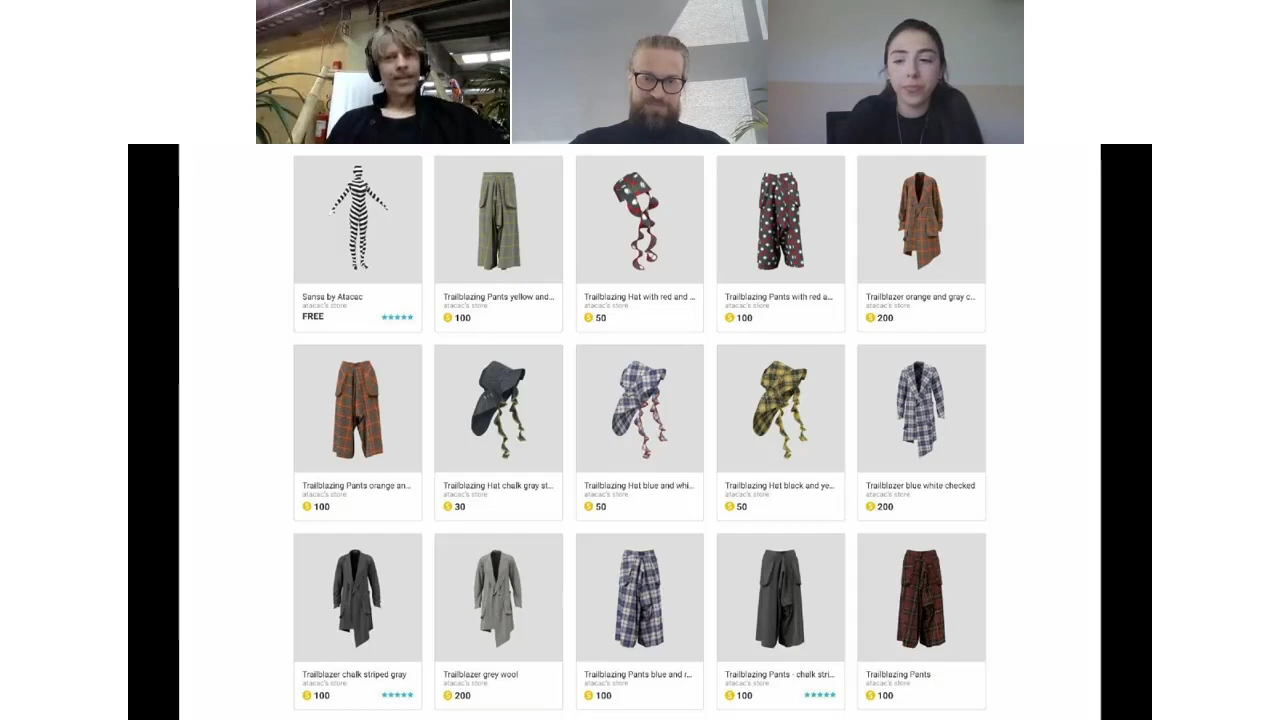 Sansa by Atacac
atacac's store
FREE
Trailblazing Pants yellow and...
atacac's store
100
Trailblazing Hat with red and ...
atacac's store
50
Trailblazing Pants with red a...
atacac's store
100
Trailblazer orange and gray c...
atacac's store
200
Trailblazing Pants orange an...
atacac's store
100
Trailblazing Hat chalk gray st...
atacac's store
30
Trailblazing Hat blue and whi...
atacac's store
50
Trailblazing Hat black and ye...
atacac's store
50
Trailblazer blue white checked
atacac's store
200
Trailblazer chalk striped gray
atacac's store
100
Trailblazer grey wool
atacac's store
200
Trailblazing Pants blue and r...
atacac's store
100
Trailblazing Pants - chalk stri...
atacac's store
100
Trailblazing Pants
atacac's store
100